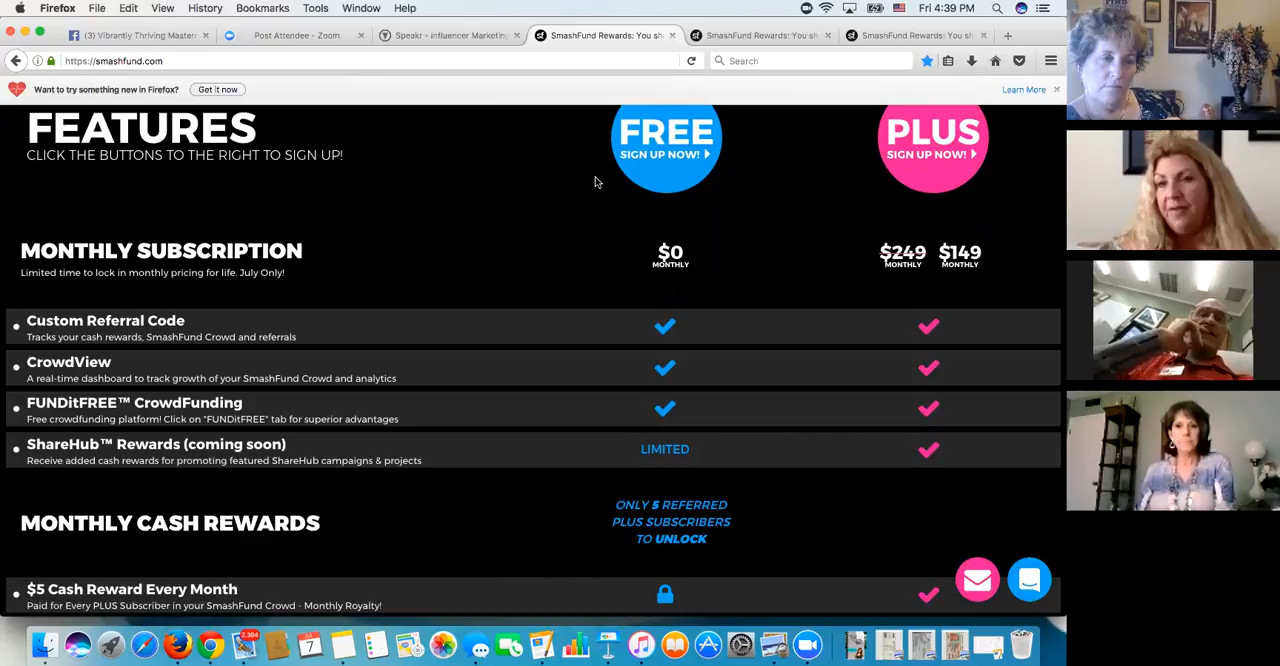 Firefox File Edit View History Bookmarks Tools Window Help Fri 4:39 PM
(3) Vibrantly Thriving Master Post Attendee - Zoom Speakr - Influencer Marketing SmashFund Rewards: You sh SmashFund Rewards: You sh SmashFund Rewards: You sh
https://smashfund.com Search
Want to try something new in Firefox? Get it now Learn More
FEATURES
CLICK THE BUTTONS TO THE RIGHT TO SIGN UP!
FREE
SIGN UP NOW!
PLUS
SIGN UP NOW!
MONTHLY SUBSCRIPTION
Limited time to lock in monthly pricing for life. July Only!
$0
MONTHLY
$249
MONTHLY
$149
MONTHLY
Custom Referral Code
Tracks your cash rewards, SmashFund Crowd and referrals
CrowdView
A real-time dashboard to track growth of your SmashFund Crowd and analytics
FUNDitFREE™ CrowdFunding
Free crowdfunding platform! Click on "FUNDitFREE" tab for superior advantages
ShareHub™ Rewards (coming soon)
Receive added cash rewards for promoting featured ShareHub campaigns & projects
LIMITED
MONTHLY CASH REWARDS
ONLY 5 REFERRED
PLUS SUBSCRIBERS
TO UNLOCK
$5 Cash Reward Every Month
Paid for Every PLUS Subscriber in your SmashFund Crowd - Monthly Royalty!
2,394
7